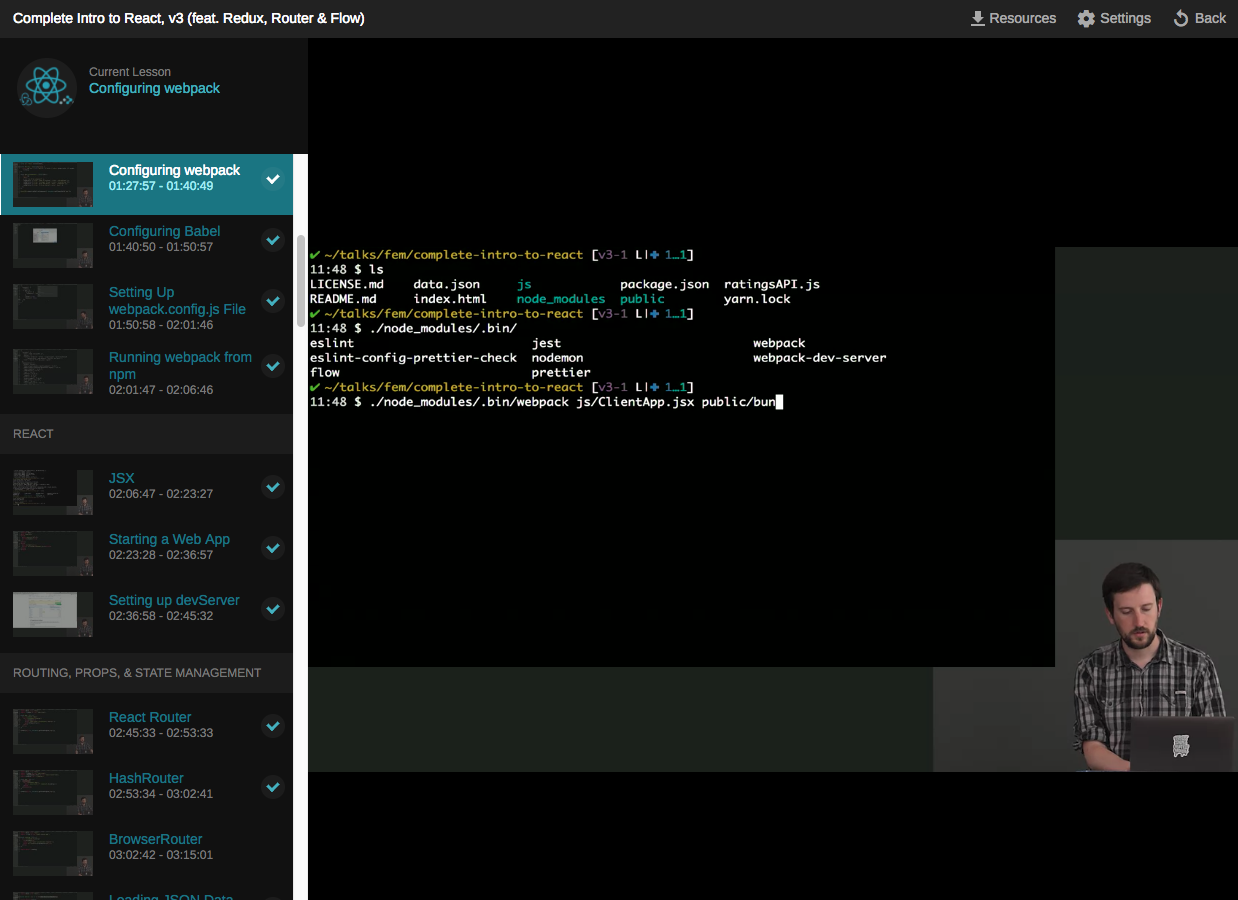 Complete Intro to React, v3 (feat. Redux, Router & Flow)
Resources
Settings
Back
Current Lesson
Configuring webpack
Configuring webpack
01:27:57 - 01:40:49
Configuring Babel
01:40:50 - 01:50:57
Setting Up
webpack.config.js File
01:50:58 - 02:01:46
Running webpack from
npm
02:01:47 - 02:06:46
REACT
JSX
02:06:47 - 02:23:27
Starting a Web App
02:23:28 - 02:36:57
Setting up devServer
02:36:58 - 02:45:32
ROUTING, PROPS, & STATE MANAGEMENT
React Router
02:45:33 - 02:53:33
HashRouter
02:53:34 - 03:02:41
BrowserRouter
03:02:42 - 03:15:01
Loading JSON Data
✔ ~/talks/fem/complete-intro-to-react [v3-1 L|✚ 1…1]
11:48 $ ls
LICENSE.md data.json js package.json ratingsAPI.js
README.md index.html node_modules public yarn.lock
✔ ~/talks/fem/complete-intro-to-react [v3-1 L|✚ 1…1]
11:48 $ ./node_modules/.bin/
eslint jest webpack
eslint-config-prettier-check nodemon webpack-dev-server
flow prettier
✔ ~/talks/fem/complete-intro-to-react [v3-1 L|✚ 1…1]
11:48 $ ./node_modules/.bin/webpack js/ClientApp.jsx public/bun